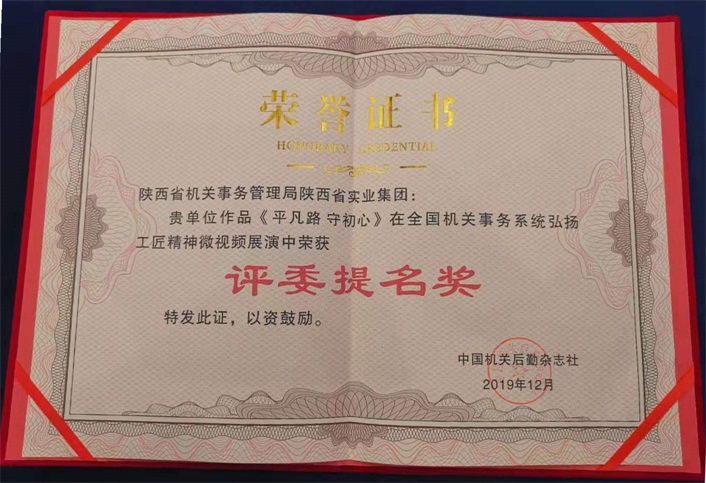 荣誉证书
HONORARY CREDENTIAL
陕西省机关事务管理局陕西省实业集团：
贵单位作品《平凡路 守初心》在全国机关事务系统弘扬
工匠精神微视频展演中荣获
评委提名奖
特发此证，以资鼓励。
中国机关后勤杂志社
2019年12月